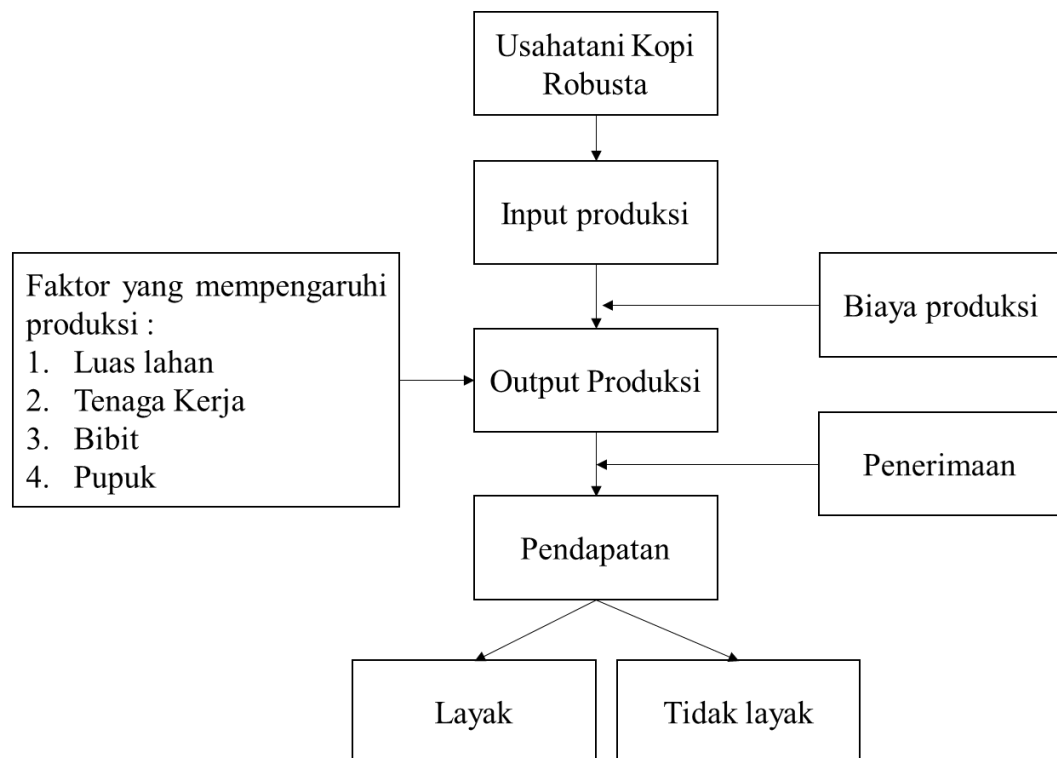 Usahatani Kopi
Robusta
Input produksi
Faktor yang mempengaruhi
produksi :
1. Luas lahan
2. Tenaga Kerja
3. Bibit
4. Pupuk
Biaya produksi
Output Produksi
Penerimaan
Pendapatan
Layak
Tidak layak